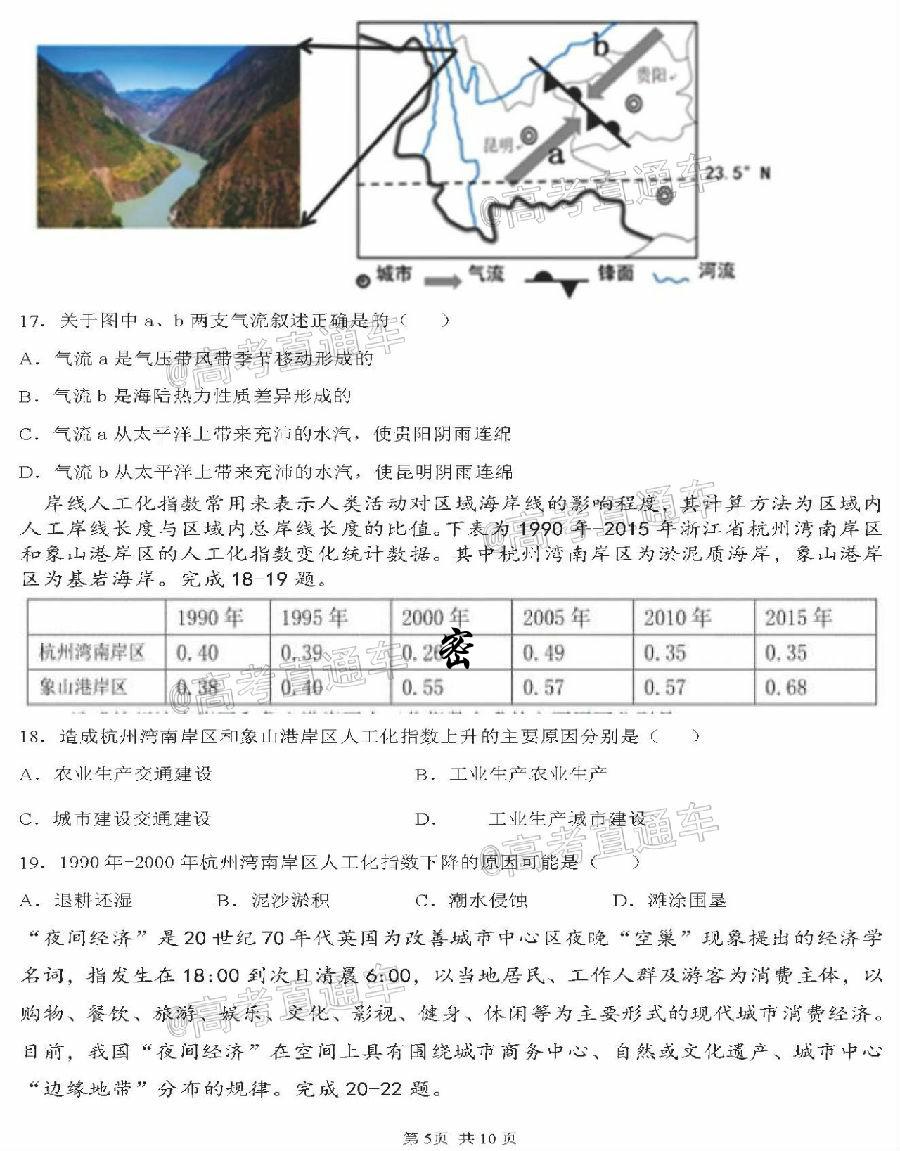 b
贵阳
昆明
a
23.5° N
城市 气流 锋面 河流
17．关于图中 a、b 两支气流叙述正确是的（ ）
A．气流 a 是气压带风带季节移动形成的
B．气流 b 是海陆热力性质差异形成的
C．气流 a 从太平洋上带来充沛的水汽，使贵阳阴雨连绵
D．气流 b 从太平洋上带来充沛的水汽，使昆明阴雨连绵
岸线人工化指数常用来表示人类活动对区域海岸线的影响程度，其计算方法为区域内
人工岸线长度与区域内总岸线长度的比值。下表为 1990 年-2015 年浙江省杭州湾南岸区
和象山港岸区的人工化指数变化统计数据。其中杭州湾南岸区为淤泥质海岸，象山港岸
区为基岩海岸。完成 18-19 题。
1990 年 1995 年 2000 年 2005 年 2010 年 2015 年
杭州湾南岸区 0.40 0.39 密 0.49 0.35 0.35
象山港岸区 0.38 0.40 0.55 0.57 0.57 0.68
18．造成杭州湾南岸区和象山港岸区人工化指数上升的主要原因分别是（ ）
A．农业生产交通建设 B．工业生产农业生产
C．城市建设交通建设 D． 工业生产城市建设
19．1990 年-2000 年杭州湾南岸区人工化指数下降的原因可能是（ ）
A．退耕还湿 B．泥沙淤积 C．潮水侵蚀 D．滩涂围垦
“夜间经济”是 20 世纪 70 年代英国为改善城市中心区夜晚“空巢”现象提出的经济学
名词，指发生在 18:00 到次日清晨 6:00，以当地居民、工作人群及游客为消费主体，以
购物、餐饮、旅游、娱乐、文化、影视、健身、休闲等为主要形式的现代城市消费经济。
目前，我国“夜间经济”在空间上具有围绕城市商务中心、自然或文化遗产、城市中心
“边缘地带”分布的规律。完成 20-22 题。
第 5页 共 10 页
@高考直通车
@高考直通车
@高考直通车
@高考直通车
@高考直通车
@高考直通车